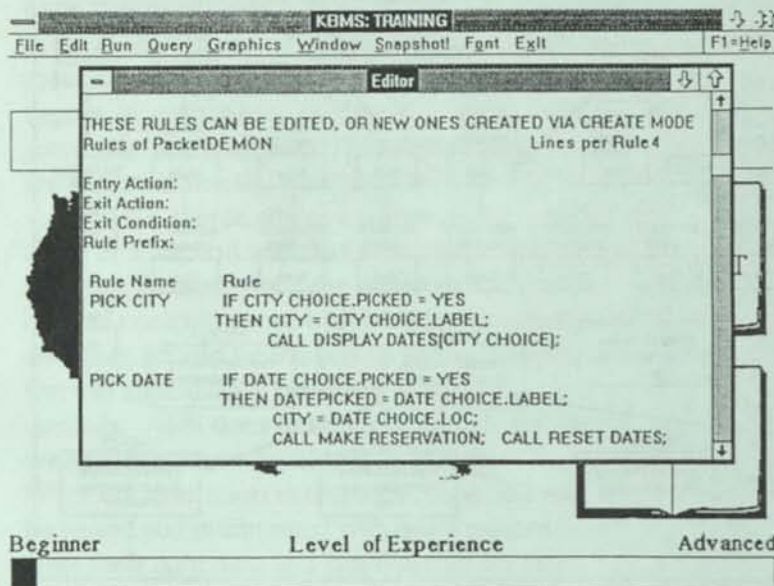 KBMS: TRAINING
File Edit Run Query Graphics Window Snapshot! Font Exit F1=Help
Editor
THESE RULES CAN BE EDITED, OR NEW ONES CREATED VIA CREATE MODE
Rules of PacketDEMON Lines per Rule4
Entry Action:
Exit Action:
Exit Condition:
Rule Prefix:
Rule Name Rule
PICK CITY IF CITY CHOICE.PICKED = YES
THEN CITY = CITY CHOICE.LABEL;
CALL DISPLAY DATES(CITY CHOICE);
PICK DATE IF DATE CHOICE.PICKED = YES
THEN DATEPICKED = DATE CHOICE.LABEL;
CITY = DATE CHOICE.LOC;
CALL MAKE RESERVATION; CALL RESET DATES;
Beginner Level of Experience Advanced